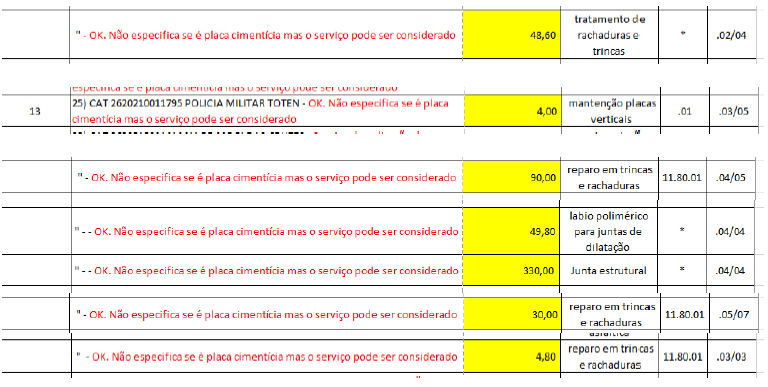 " - OK. Não especifica se é placa cimentícia mas o serviço pode ser considerado 48,60 tratamento de rachaduras e trincas * .02/04
especifica se é placa cimentícia mas o serviço pode ser considerado
13 25) CAT 2620210011795 POLICIA MILITAR TOTEN - OK. Não especifica se é placa cimentícia mas o serviço pode ser considerado 4,00 mantenção placas verticais .01 .03/05
" - OK. Não especifica se é placa cimentícia mas o serviço pode ser considerado 90,00 reparo em trincas e rachaduras 11.80.01 .04/05
" - - OK. Não especifica se é placa cimentícia mas o serviço pode ser considerado 49,80 labio polimérico para juntas de dilatação * .04/04
" - - OK. Não especifica se é placa cimentícia mas o serviço pode ser considerado 330,00 Junta estrutural * .04/04
" - OK. Não especifica se é placa cimentícia mas o serviço pode ser considerado 30,00 reparo em trincas e rachaduras 11.80.01 .05/07
" - OK. Não especifica se é placa cimentícia mas o serviço pode ser considerado 4,80 reparo em trincas e rachaduras 11.80.01 .03/03